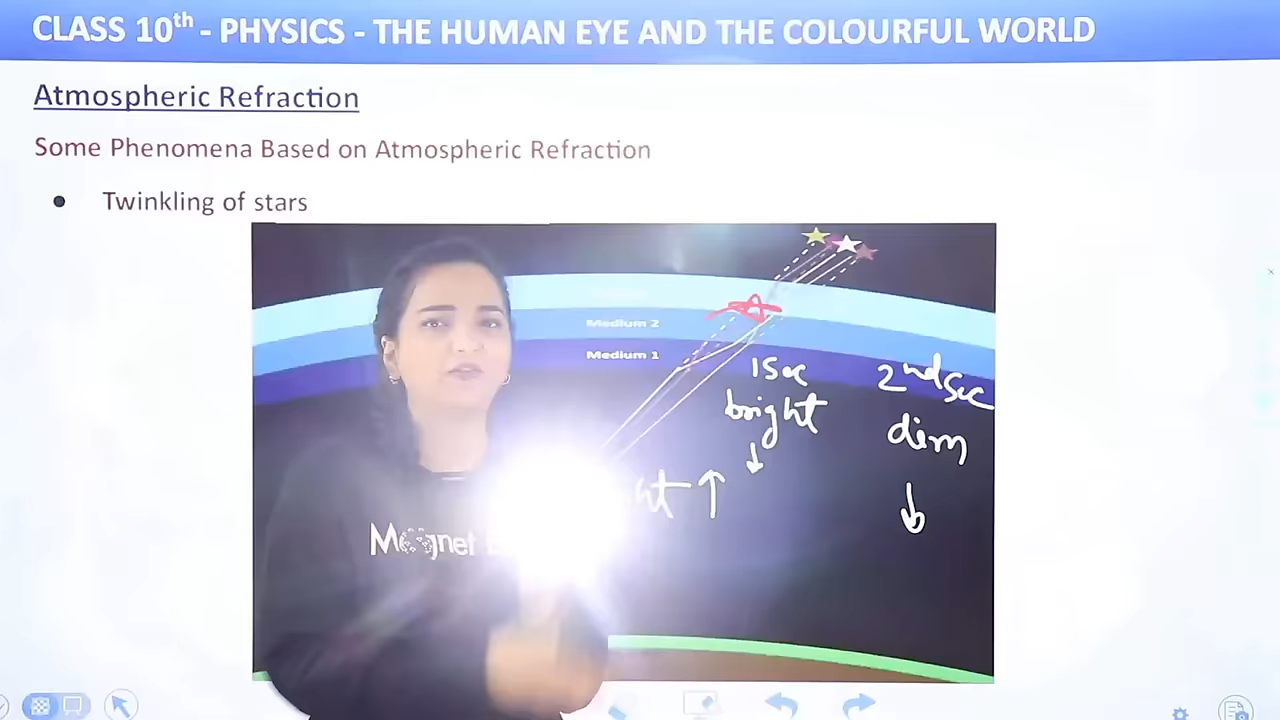 CLASS 10th - PHYSICS - THE HUMAN EYE AND THE COLOURFUL WORLD
Atmospheric Refraction
Some Phenomena Based on Atmospheric Refraction
● Twinkling of stars
Medium 2
Medium 1
1Sec
bright
↓
2nd Sec
dim
↓
↑
Magnet